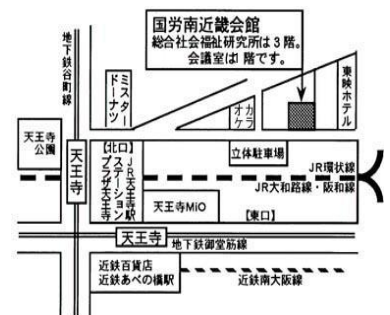 国労南近畿会館
総合社会福祉研究所は3階。
会議室は1階です。
地下鉄谷町線
ミスター
ドーナツ
カラ
オケ
東映ホテル
天王寺
公園
天王寺
【北口】
JR天王寺駅
ステーション
プラザ天王寺
立体駐車場
JR環状線
JR大和路線・阪和線
天王寺MiO
【東口】
天王寺
地下鉄御堂筋線
近鉄百貨店
近鉄あべの橋駅
近鉄南大阪線